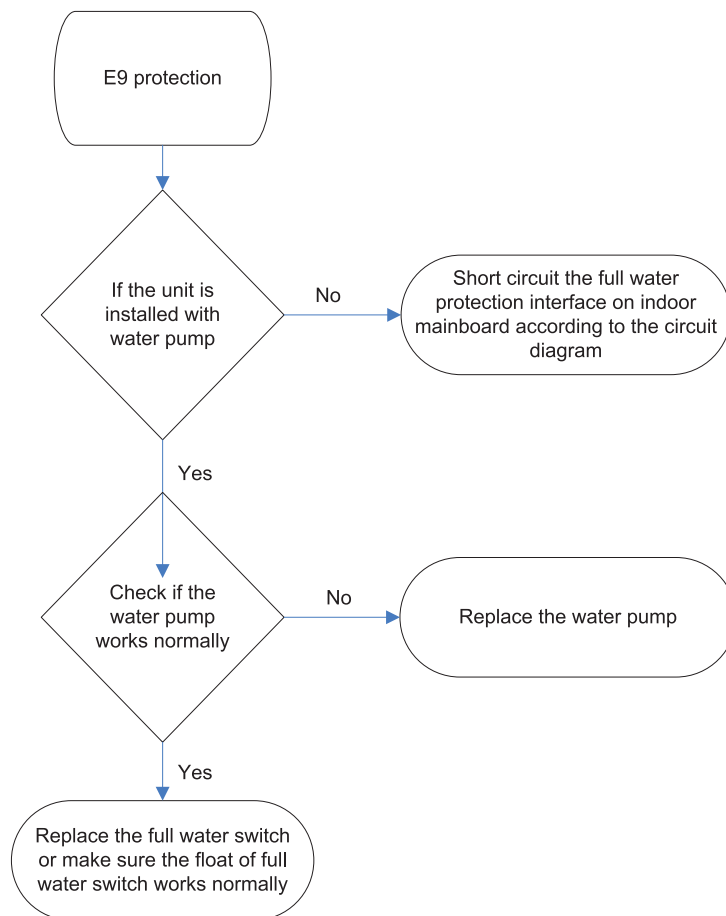 E9 protection
If the unit is
installed with
water pump
No
Short circuit the full water
protection interface on indoor
mainboard according to the circuit
diagram
Yes
Check if the
water pump
works normally
No
Replace the water pump
Yes
Replace the full water switch
or make sure the float of full
water switch works normally